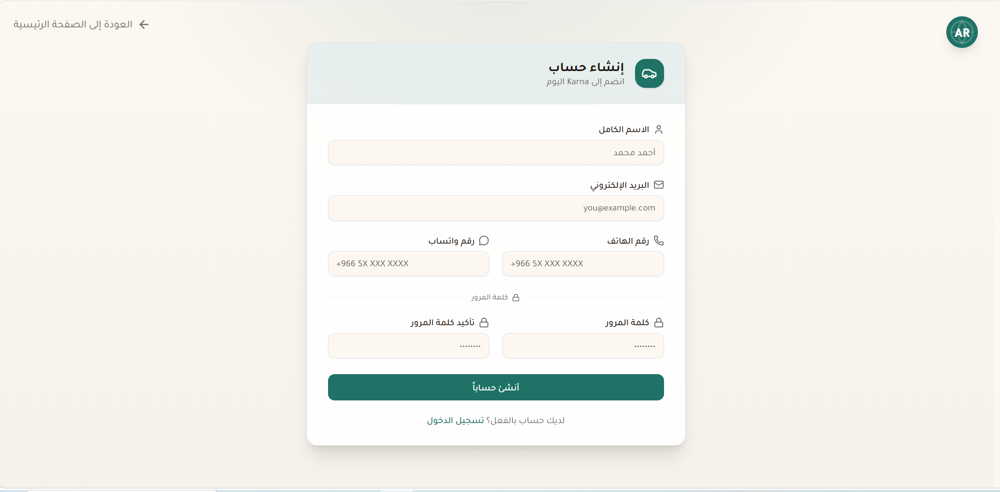 العودة إلى الصفحة الرئيسية
AR
إنشاء حساب
انضم إلى Karna اليوم
الاسم الكامل
أحمد محمد
البريد الإلكتروني
you@example.com
رقم الهاتف
+966 5X XXX XXXX
رقم واتساب
+966 5X XXX XXXX
كلمة المرور
كلمة المرور
••••••••
تأكيد كلمة المرور
••••••••
أنشئ حساباً
لديك حساب بالفعل؟ تسجيل الدخول